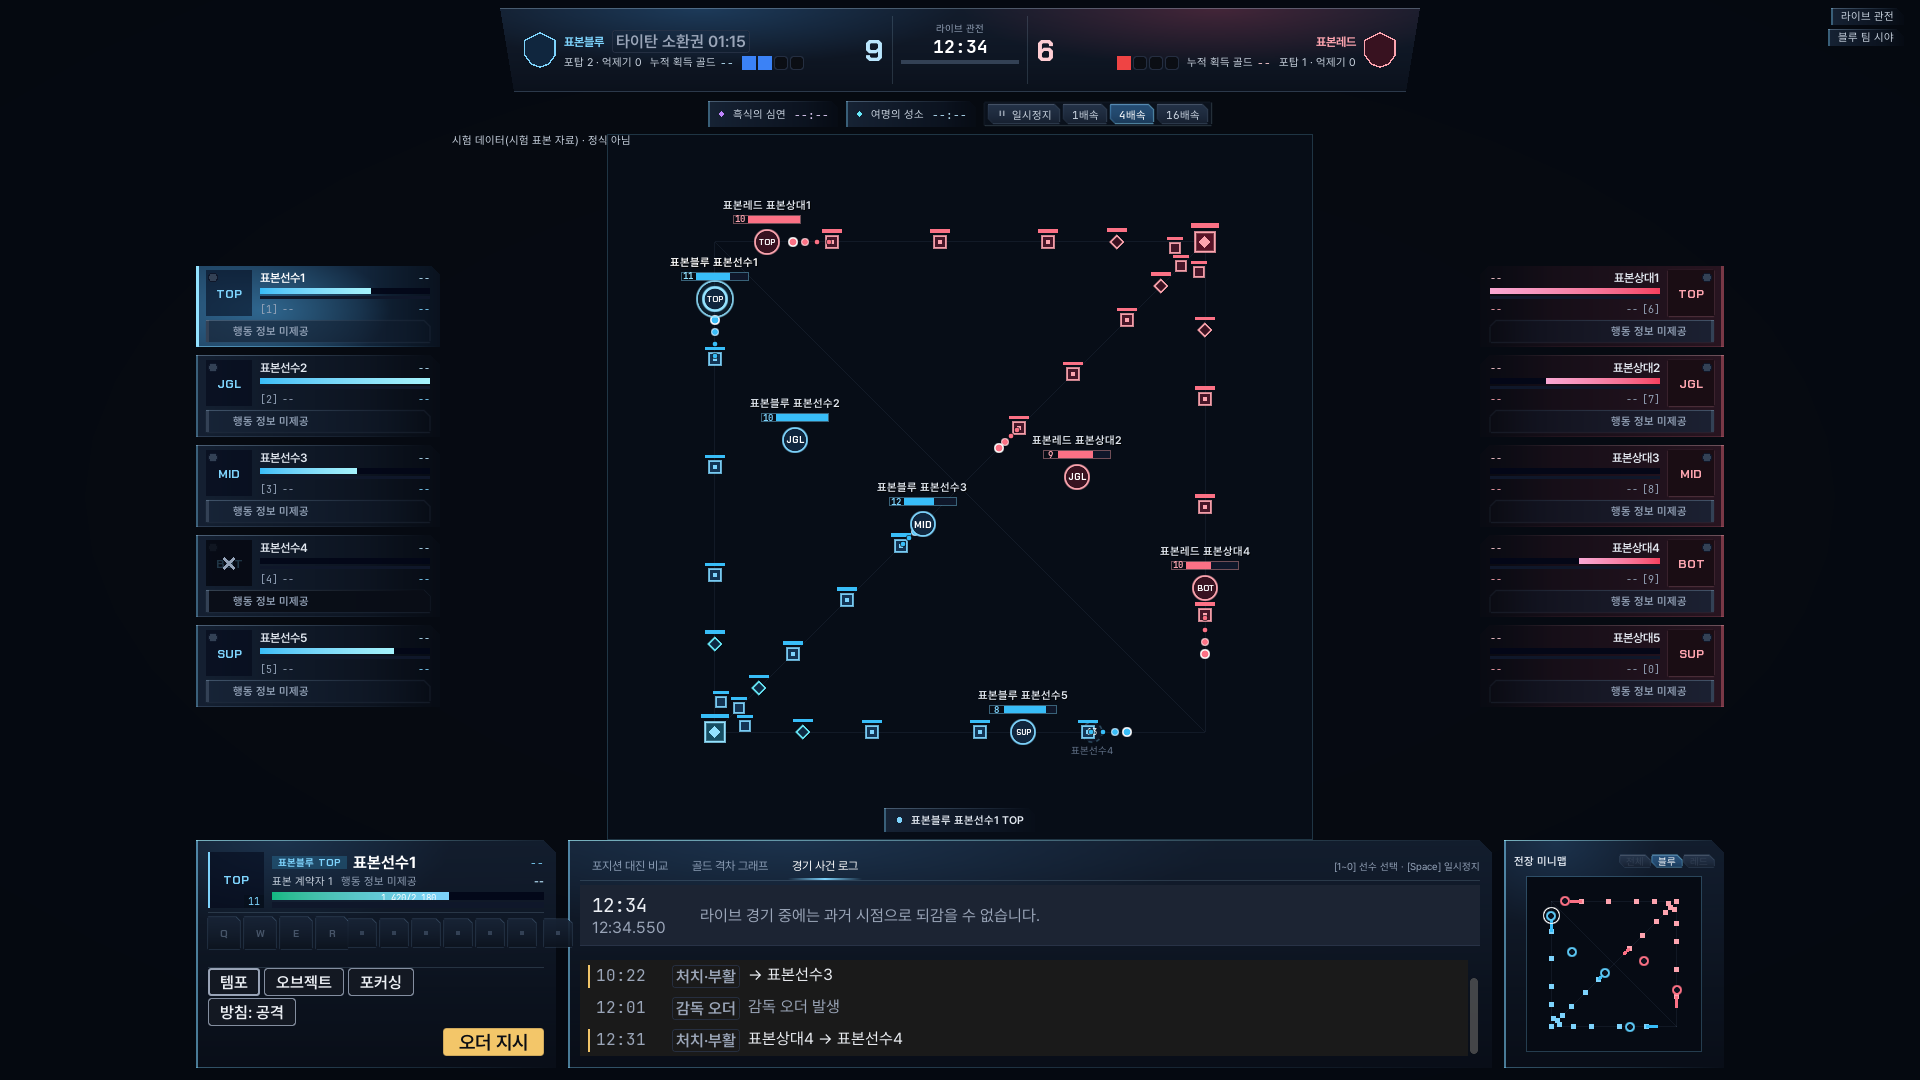 표본블루 타이탄 소환권 01:15
포탑 2 · 억제기 0 누적 획득 골드 --
9
라이브 관전
12:34
6
표본레드
누적 획득 골드 -- 포탑 1 · 억제기 0
라이브 관전
블루 팀 시야
흑식의 심연 --:--
여명의 성소 --:--
일시정지 1배속 4배속 16배속
시험 데이터(시험 표본 자료) · 정식 아님
표본레드 표본상대1
10
TOP
표본블루 표본선수1
11
TOP
표본블루 표본선수2
10
JGL
표본레드 표본상대2
9
JGL
표본블루 표본선수3
12
MID
표본레드 표본상대4
10
BOT
표본블루 표본선수5
8
SUP
표본선수4
표본블루 표본선수1 TOP
TOP 표본선수1 --
[1] -- --
행동 정보 미제공
JGL 표본선수2 --
[2] -- --
행동 정보 미제공
MID 표본선수3 --
[3] -- --
행동 정보 미제공
표본선수4 --
[4] -- --
행동 정보 미제공
SUP 표본선수5 --
[5] -- --
행동 정보 미제공
-- 표본상대1 TOP
-- -- [6]
행동 정보 미제공
-- 표본상대2 JGL
-- -- [7]
행동 정보 미제공
-- 표본상대3 MID
-- -- [8]
행동 정보 미제공
-- 표본상대4 BOT
-- -- [9]
행동 정보 미제공
-- 표본상대5 SUP
-- -- [0]
행동 정보 미제공
TOP
11
표본블루 TOP 표본선수1 --
표본 계약자 1 행동 정보 미제공 --
1,420/2,180
Q W E R
템포 오브젝트 포커싱
방침: 공격
오더 지시
포지션 대진 비교 골드 격차 그래프 경기 사건 로그
[1~0] 선수 선택 · [Space] 일시정지
12:34
12:34.550
라이브 경기 중에는 과거 시점으로 되감을 수 없습니다.
10:22 처치·부활 → 표본선수3
12:01 감독 오더 감독 오더 발생
12:31 처치·부활 표본상대4 → 표본선수4
전장 미니맵
블루